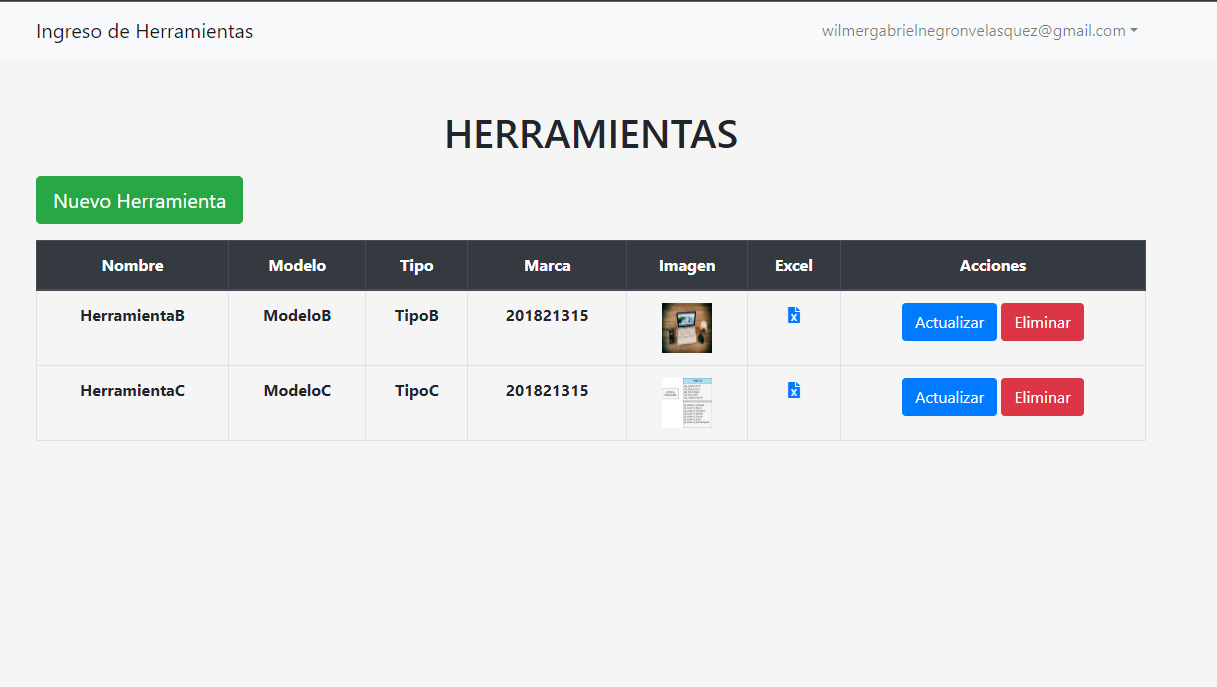 Ingreso de Herramientas
wilmergabrielnegronvelasquez@gmail.com
HERRAMIENTAS
Nuevo Herramienta
Nombre Modelo Tipo Marca Imagen Excel Acciones
HerramientaB ModeloB TipoB 201821315 Actualizar Eliminar
HerramientaC ModeloC TipoC 201821315 Actualizar Eliminar